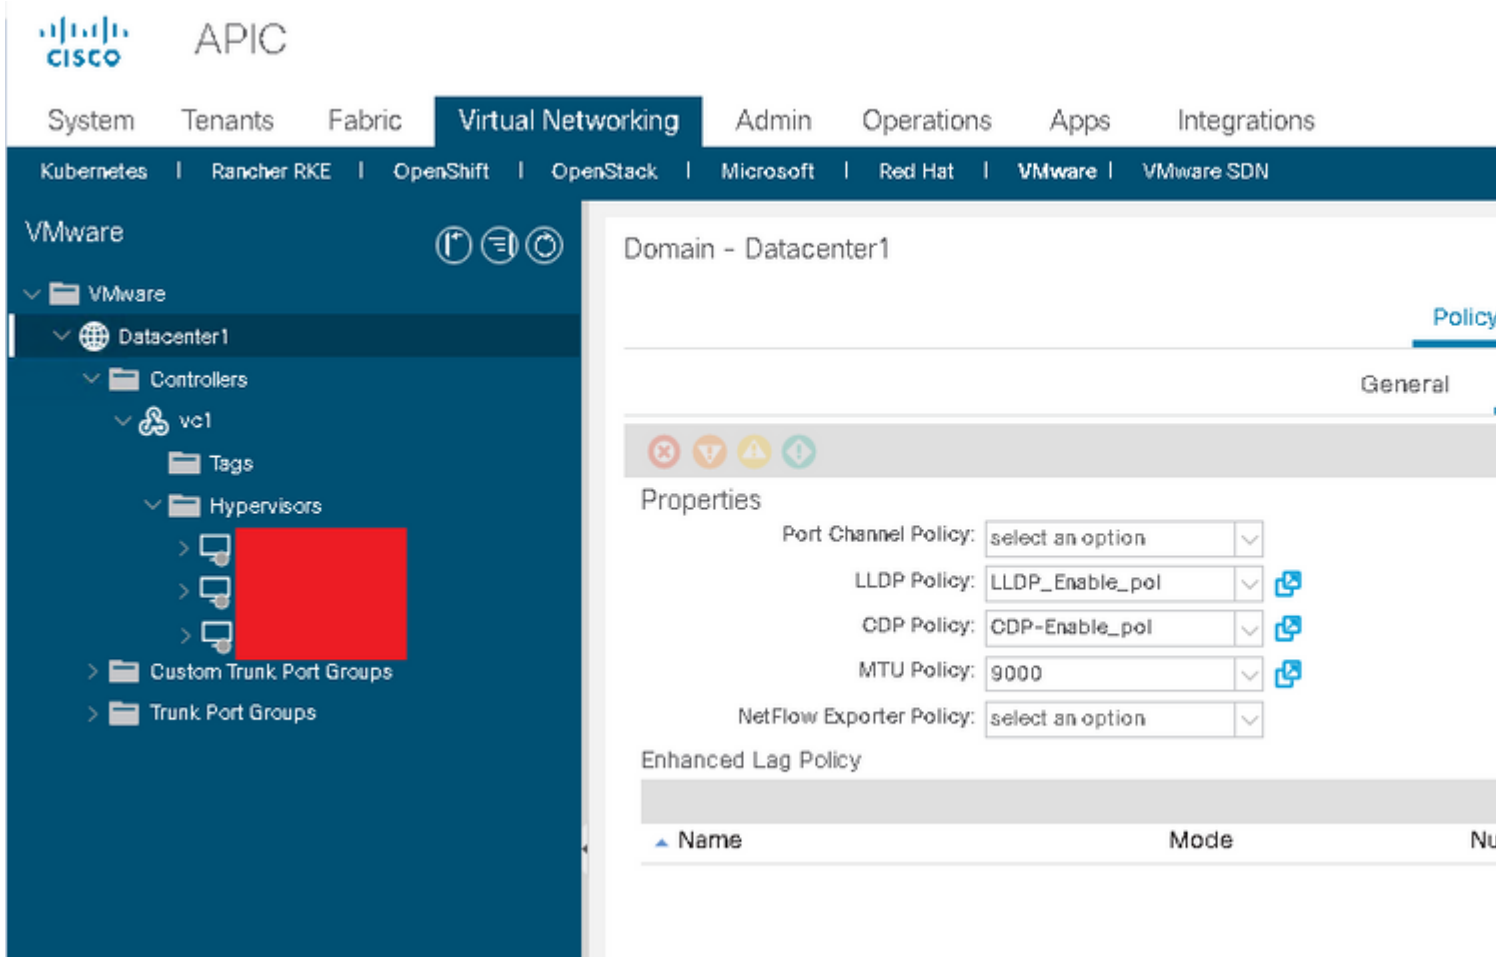 CISCO APIC
System Tenants Fabric Virtual Networking Admin Operations Apps Integrations
Kubernetes | Rancher RKE | OpenShift | OpenStack | Microsoft | Red Hat | VMware | VMware SDN
VMware
VMware
Datacenter1
Controllers
vc1
Tags
Hypervisors
Custom Trunk Port Groups
Trunk Port Groups
Domain - Datacenter1
Policy
General
Properties
Port Channel Policy: select an option
LLDP Policy: LLDP_Enable_pol
CDP Policy: CDP-Enable_pol
MTU Policy: 9000
NetFlow Exporter Policy: select an option
Enhanced Lag Policy
Name Mode